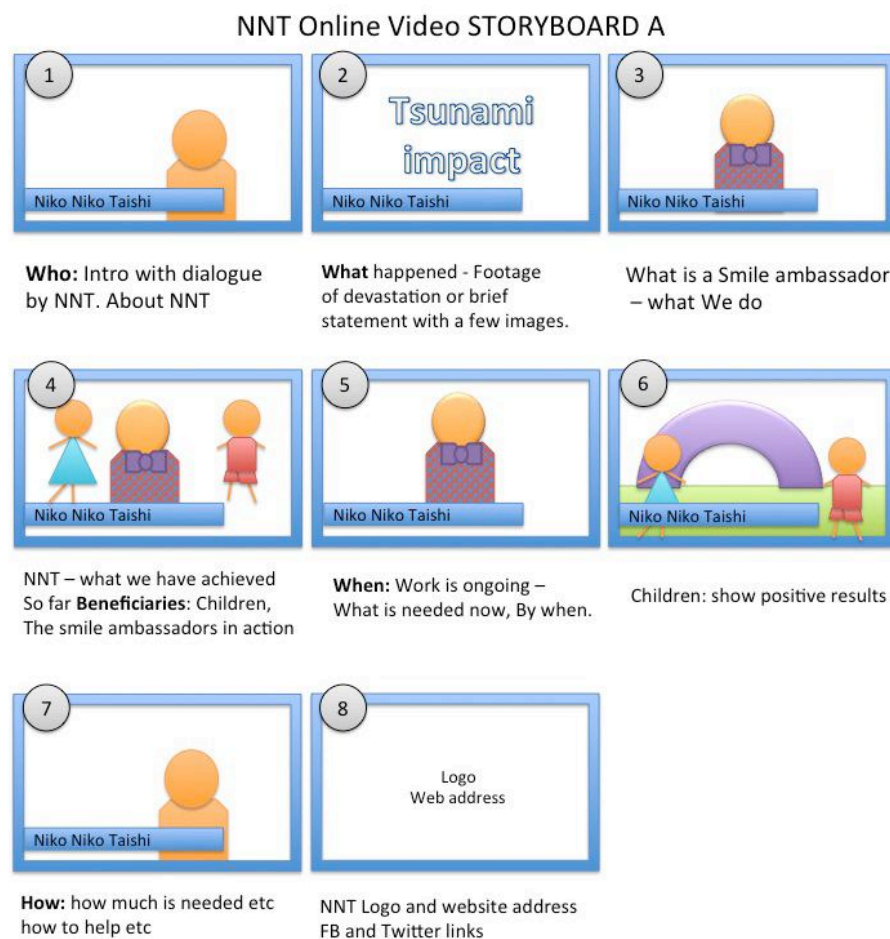 NNT Online Video STORYBOARD A
1
Niko Niko Taishi
Who: Intro with dialogue
by NNT. About NNT
2
Tsunami
impact
Niko Niko Taishi
What happened - Footage
of devastation or brief
statement with a few images.
3
Niko Niko Taishi
What is a Smile ambassador
– what We do
4
Niko Niko Taishi
NNT – what we have achieved
So far Beneficiaries: Children,
The smile ambassadors in action
5
Niko Niko Taishi
When: Work is ongoing –
What is needed now, By when.
6
Niko Niko Taishi
Children: show positive results
7
Niko Niko Taishi
How: how much is needed etc
how to help etc
8
Logo
Web address
NNT Logo and website address
FB and Twitter links